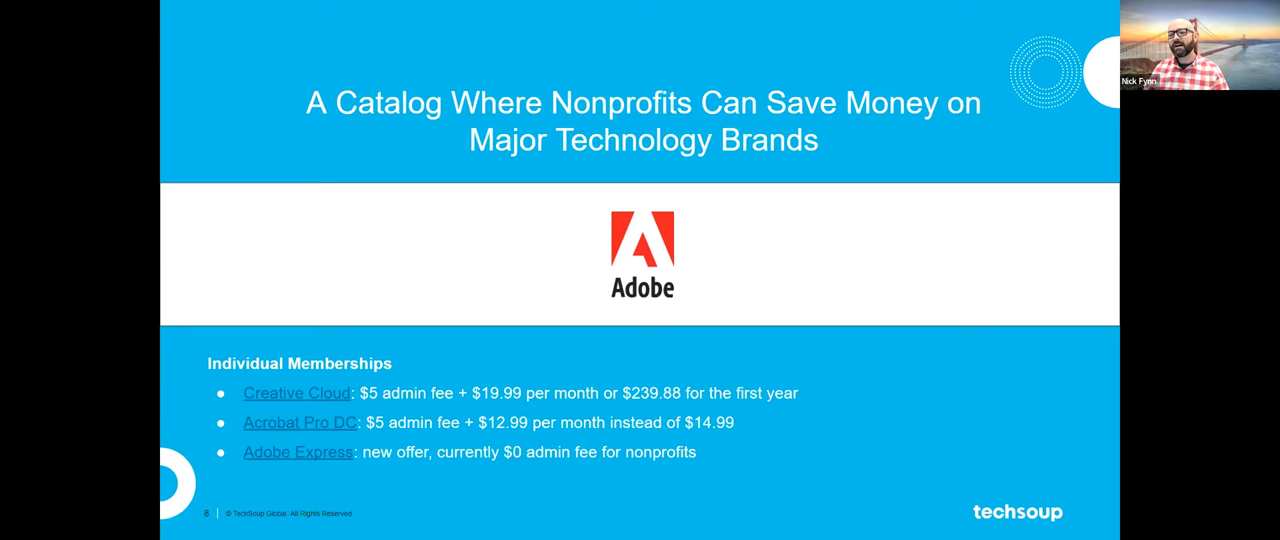 Nick Fynn
A Catalog Where Nonprofits Can Save Money on
Major Technology Brands
Adobe
Individual Memberships
● Creative Cloud: $5 admin fee + $19.99 per month or $239.88 for the first year
● Acrobat Pro DC: $5 admin fee + $12.99 per month instead of $14.99
● Adobe Express: new offer, currently $0 admin fee for nonprofits
8 | © TechSoup Global. All Rights Reserved.
techsoup